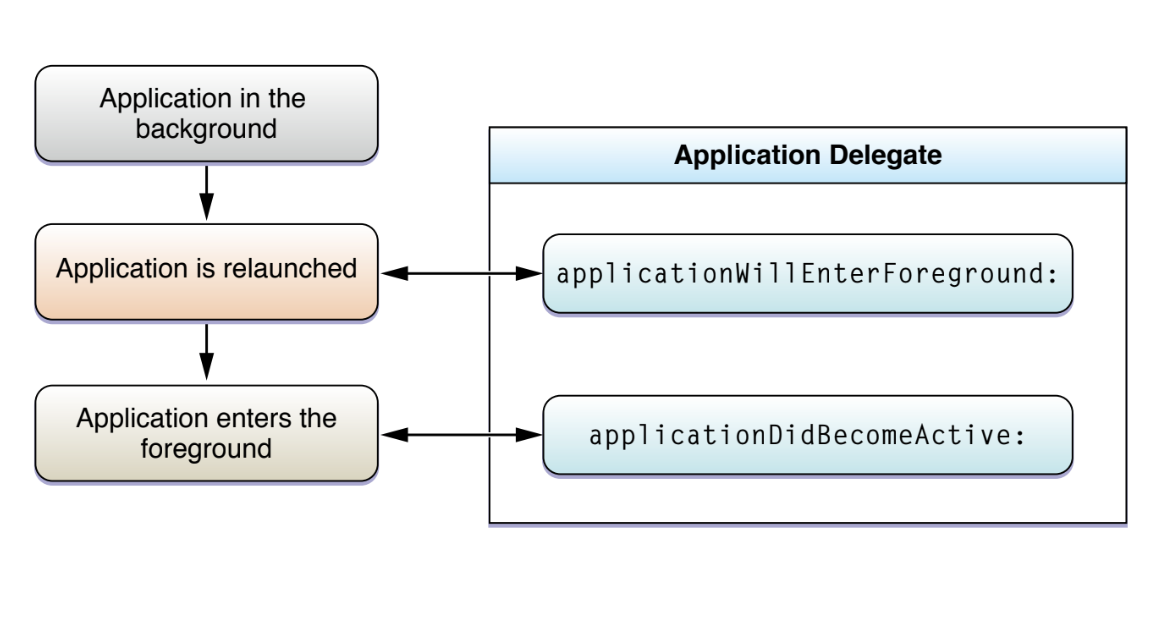 Application in the
background
Application Delegate
Application is relaunched
applicationWillEnterForeground:
Application enters the
foreground
applicationDidBecomeActive: